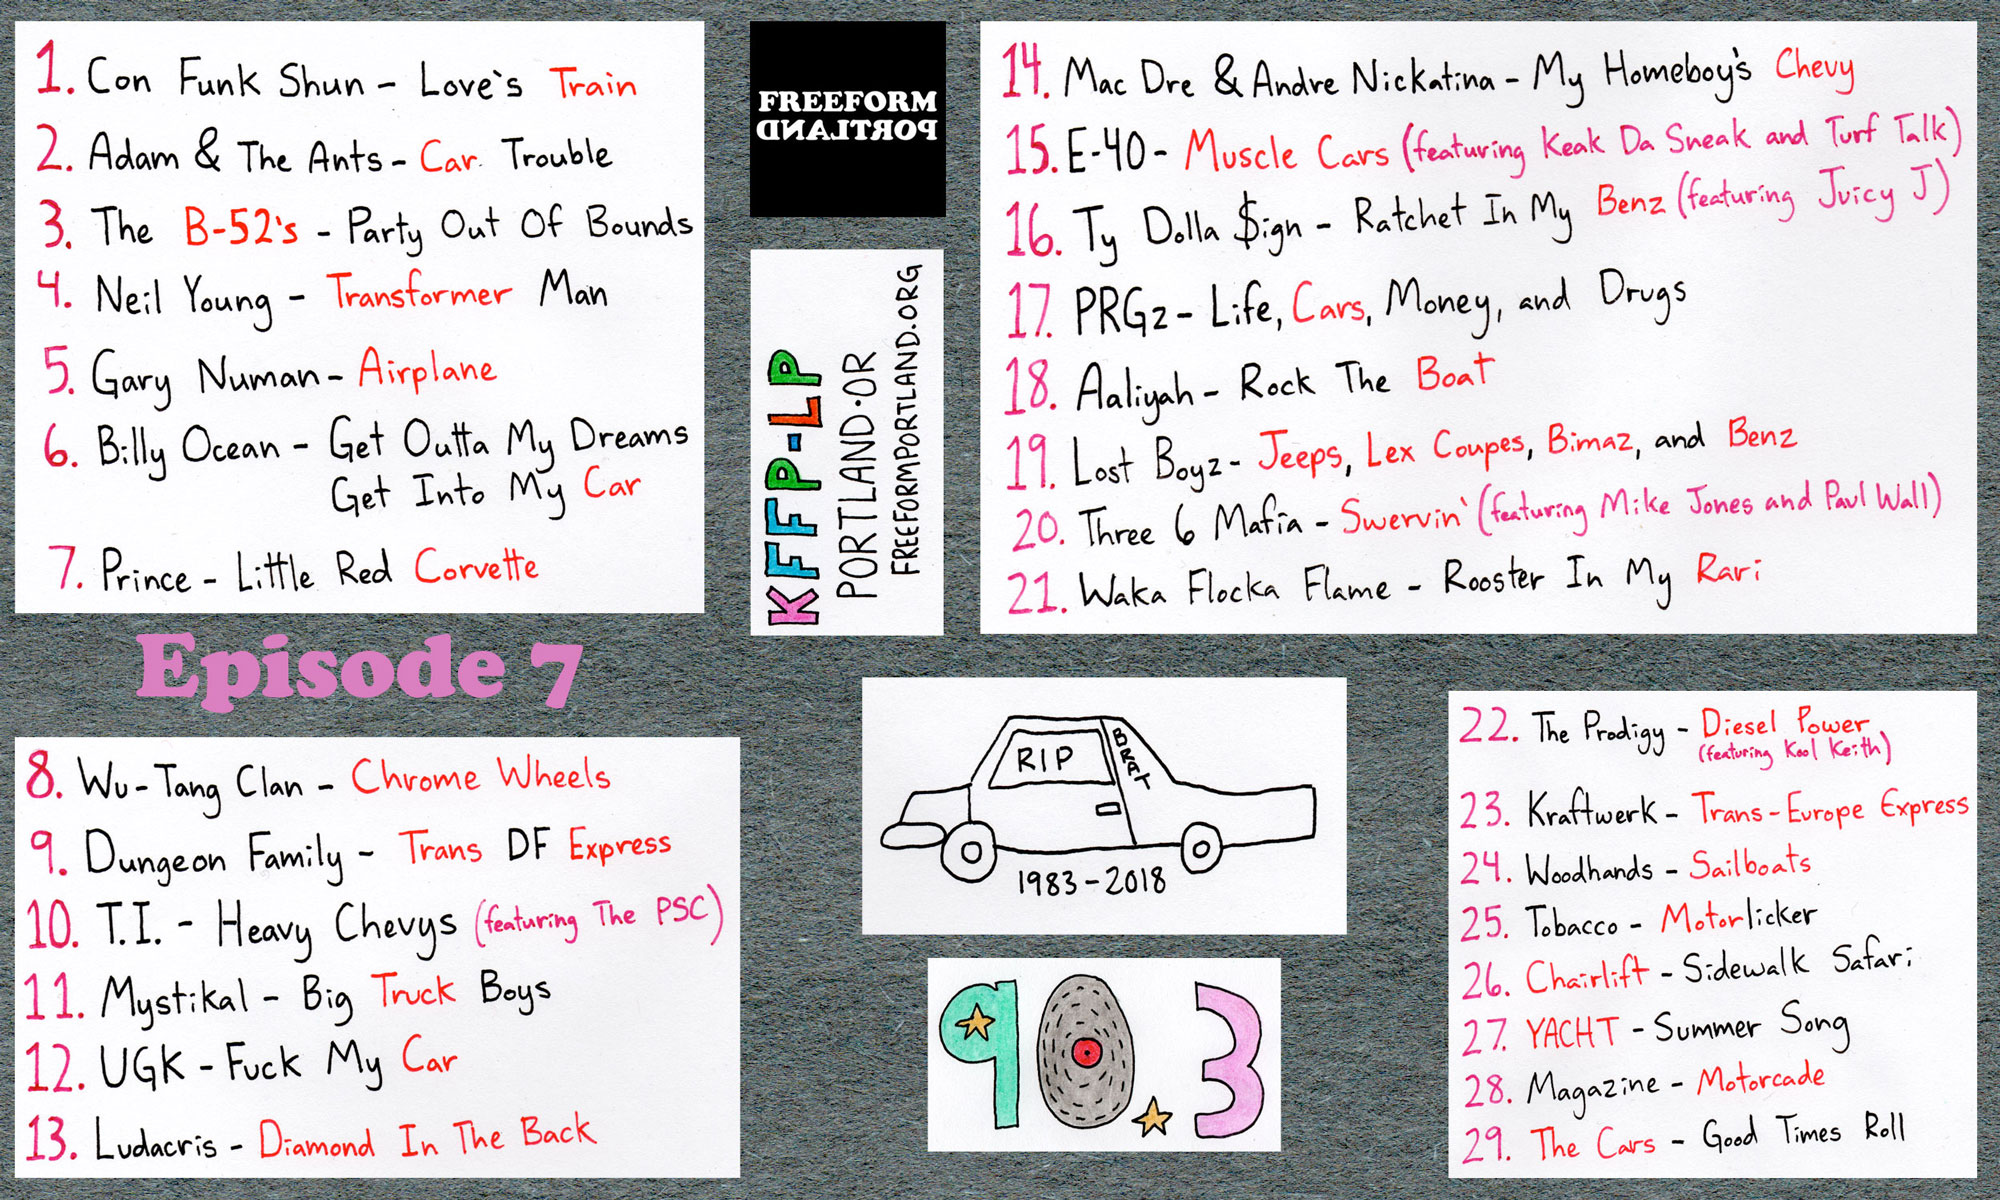 1. Con Funk Shun - Love's Train
2. Adam & The Ants - Car Trouble
3. The B-52's - Party Out Of Bounds
4. Neil Young - Transformer Man
5. Gary Numan - Airplane
6. Billy Ocean - Get Outta My Dreams
Get Into My Car
7. Prince - Little Red Corvette
Episode 7
8. Wu-Tang Clan - Chrome Wheels
9. Dungeon Family - Trans DF Express
10. T.I. - Heavy Chevys (featuring The PSC)
11. Mystikal - Big Truck Boys
12. UGK - Fuck My Car
13. Ludacris - Diamond In The Back
FREEFORM
PORTLAND
KFFP-LP
PORTLAND·OR
FREEFORMPORTLAND.ORG
14. Mac Dre & Andre Nickatina - My Homeboy's Chevy
15. E-40 - Muscle Cars (featuring Keak Da Sneak and Turf Talk)
16. Ty Dolla $ign - Ratchet In My Benz (featuring Juicy J)
17. PRGz - Life, Cars, Money, and Drugs
18. Aaliyah - Rock The Boat
19. Lost Boyz - Jeeps, Lex Coupes, Bimaz, and Benz
20. Three 6 Mafia - Swervin' (featuring Mike Jones and Paul Wall)
21. Waka Flocka Flame - Rooster In My Rari
RIP
BRAT
1983-2018
90.3
22. The Prodigy - Diesel Power
(featuring Kool Keith)
23. Kraftwerk - Trans-Europe Express
24. Woodhands - Sailboats
25. Tobacco - Motorlicker
26. Chairlift - Sidewalk Safari
27. YACHT - Summer Song
28. Magazine - Motorcade
29. The Cars - Good Times Roll